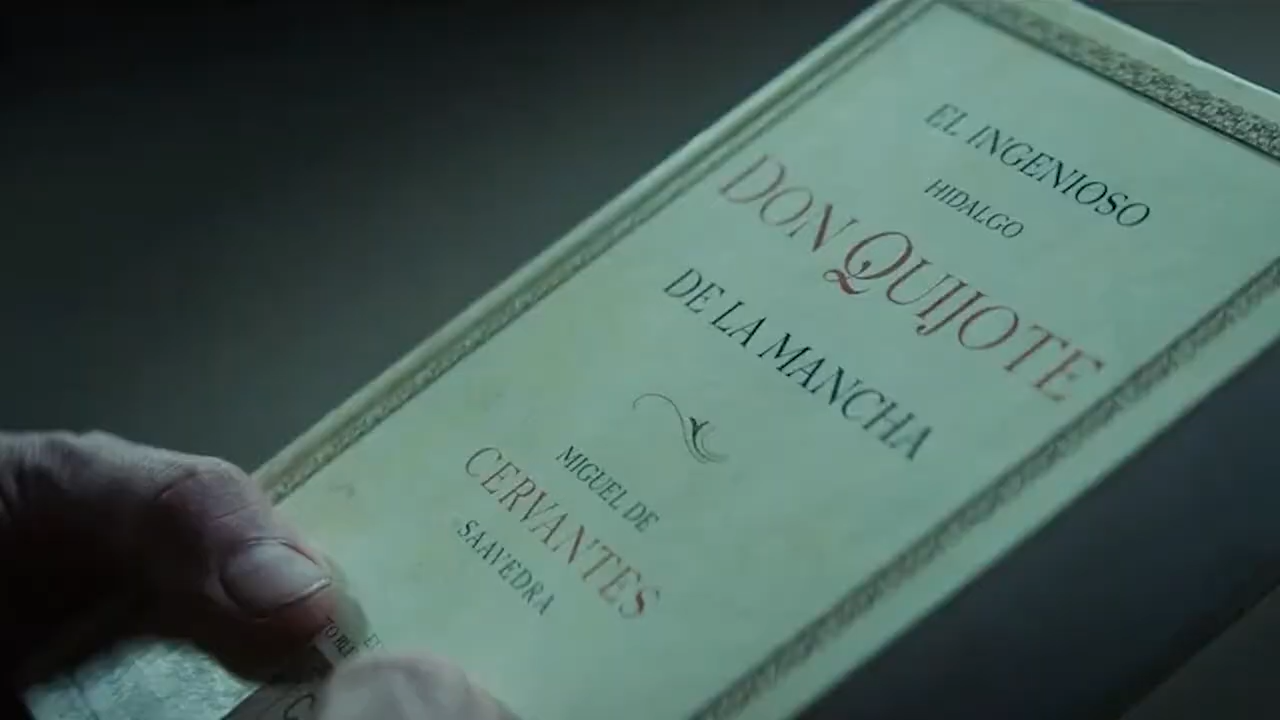 EL INGENIOSO
HIDALGO
DON QUIJOTE
DE LA MANCHA
MIGUEL DE
CERVANTES
SAAVEDRA